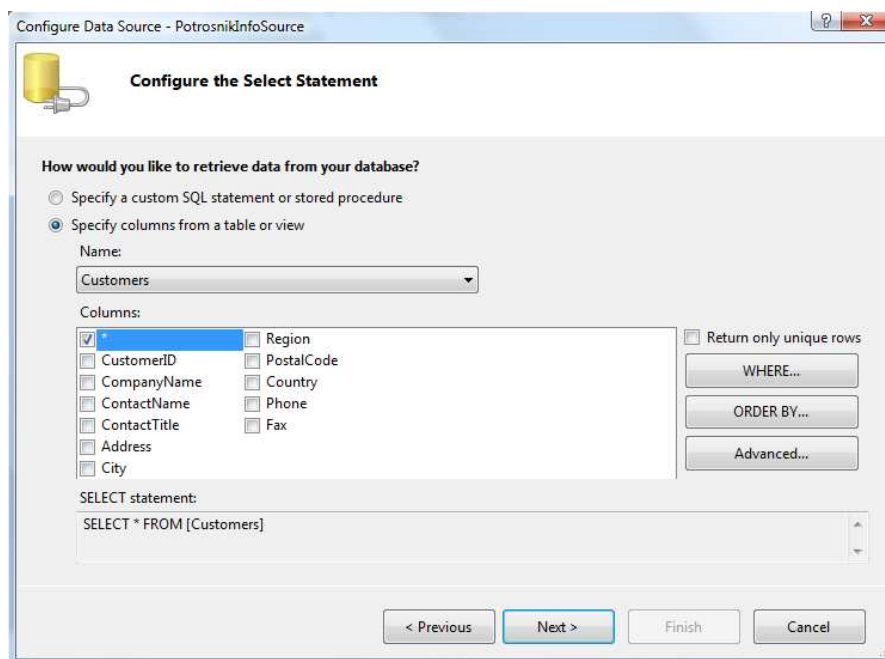 Configure Data Source - PotrosnikInfoSource
Configure the Select Statement
How would you like to retrieve data from your database?
Specify a custom SQL statement or stored procedure
Specify columns from a table or view
Name:
Customers
Columns:
* Region
CustomerID PostalCode
CompanyName Country
ContactName Phone
ContactTitle Fax
Address
City
Return only unique rows
WHERE...
ORDER BY...
Advanced...
SELECT statement:
SELECT * FROM [Customers]
< Previous Next > Finish Cancel